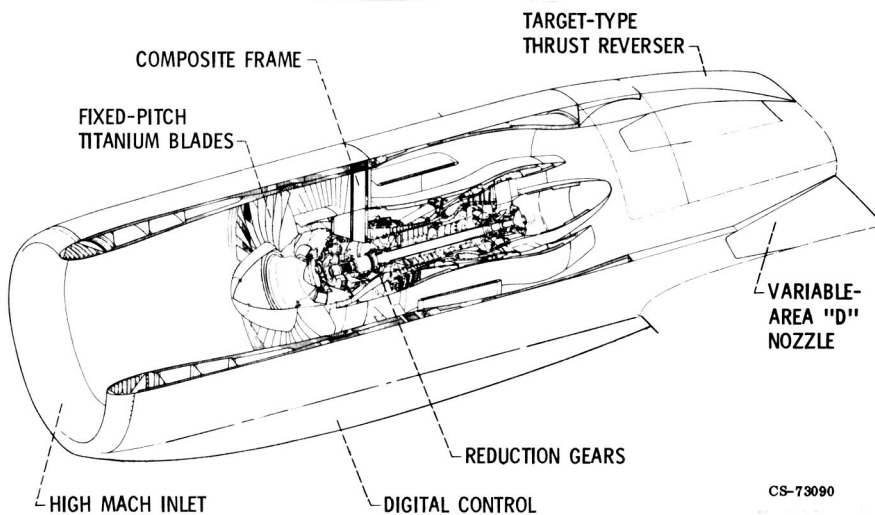 TARGET-TYPE
THRUST REVERSER
COMPOSITE FRAME
FIXED-PITCH
TITANIUM BLADES
VARIABLE-
AREA "D"
NOZZLE
REDUCTION GEARS
HIGH MACH INLET
DIGITAL CONTROL
CS-73090